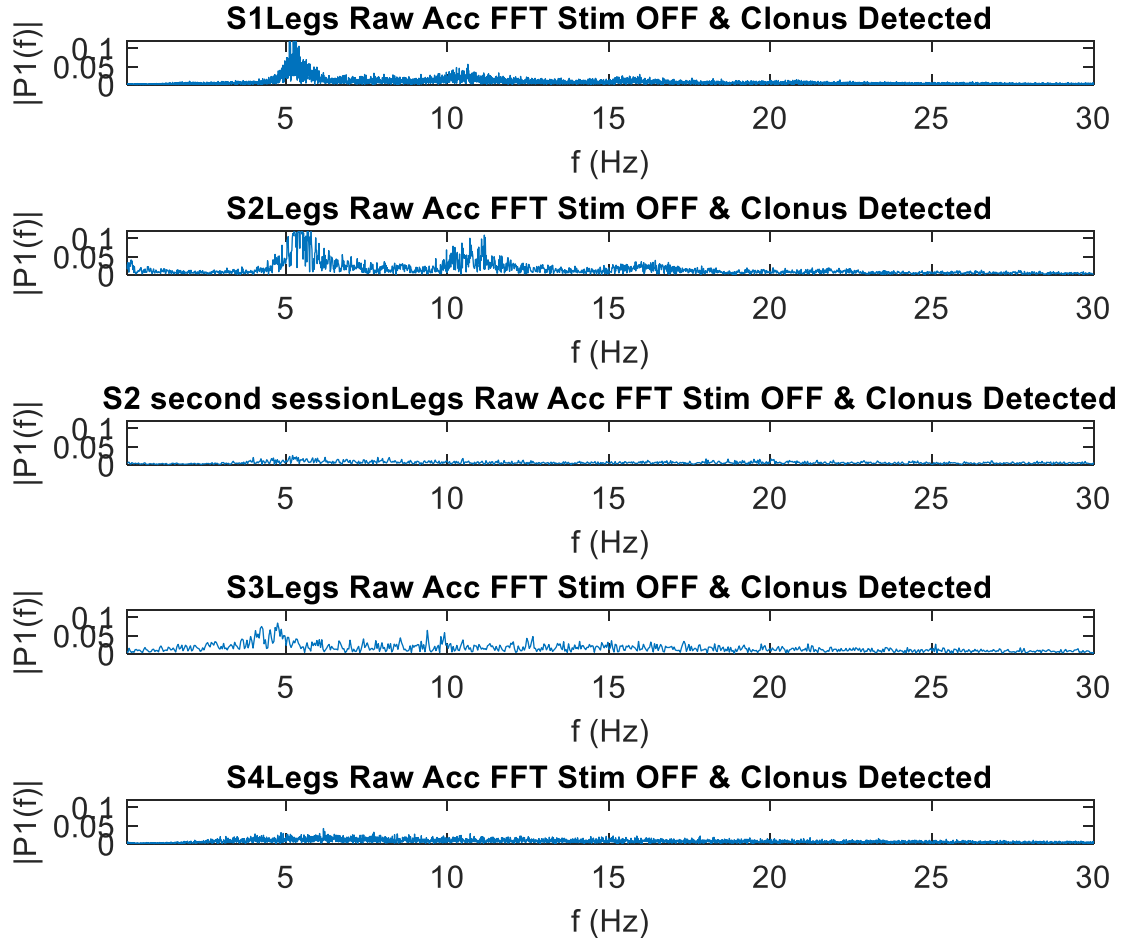 S1Legs Raw Acc FFT Stim OFF & Clonus Detected
|P1(f)|
0.1
0.05
0
5 10 15 20 25 30
f (Hz)
S2Legs Raw Acc FFT Stim OFF & Clonus Detected
|P1(f)|
0.1
0.05
0
5 10 15 20 25 30
f (Hz)
S2 second sessionLegs Raw Acc FFT Stim OFF & Clonus Detected
|P1(f)|
0.1
0.05
0
5 10 15 20 25 30
f (Hz)
S3Legs Raw Acc FFT Stim OFF & Clonus Detected
|P1(f)|
0.1
0.05
0
5 10 15 20 25 30
f (Hz)
S4Legs Raw Acc FFT Stim OFF & Clonus Detected
|P1(f)|
0.1
0.05
0
5 10 15 20 25 30
f (Hz)